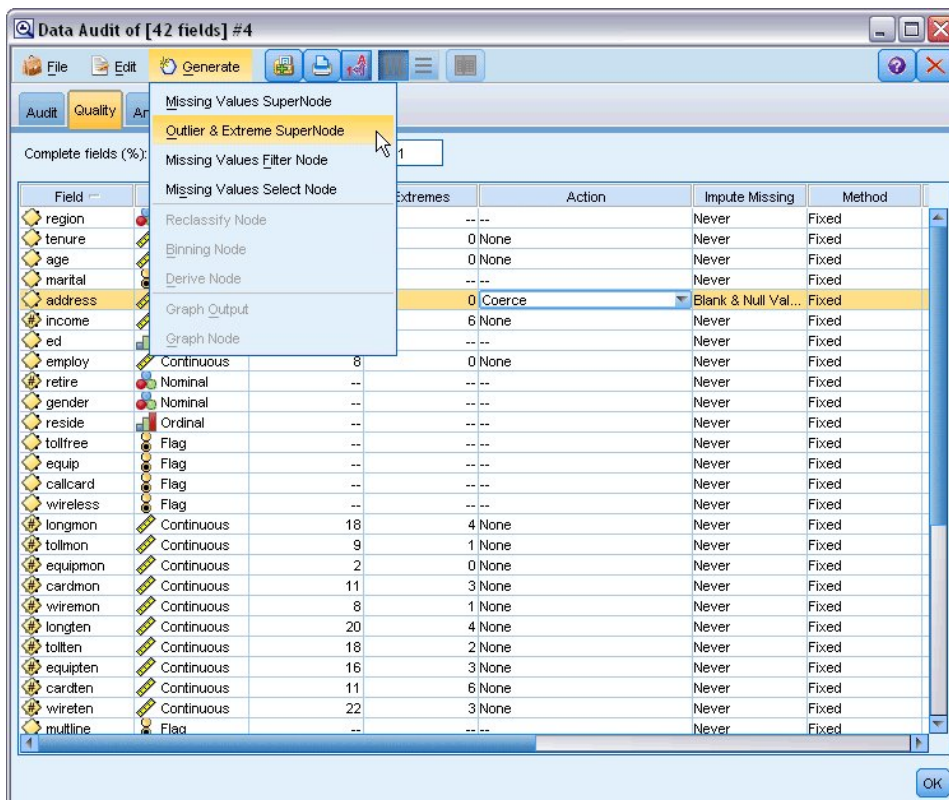 Data Audit of [42 fields] #4
File Edit Generate
Audit Quality An
Missing Values SuperNode
Outlier & Extreme SuperNode
Missing Values Filter Node
Missing Values Select Node
Reclassify Node
Binning Node
Derive Node
Graph Output
Graph Node
Complete fields (%): 1
Field Extremes Action Impute Missing Method
region -- -- Never Fixed
tenure 0 None Never Fixed
age 0 None Never Fixed
marital -- -- Never Fixed
address 0 Coerce Blank & Null Val... Fixed
income 6 None Never Fixed
ed -- -- Never Fixed
employ Continuous 8 0 None Never Fixed
retire Nominal -- -- -- Never Fixed
gender Nominal -- -- -- Never Fixed
reside Ordinal -- -- -- Never Fixed
tollfree Flag -- -- -- Never Fixed
equip Flag -- -- -- Never Fixed
callcard Flag -- -- -- Never Fixed
wireless Flag -- -- -- Never Fixed
longmon Continuous 18 4 None Never Fixed
tollmon Continuous 9 1 None Never Fixed
equipmon Continuous 2 0 None Never Fixed
cardmon Continuous 11 3 None Never Fixed
wiremon Continuous 8 1 None Never Fixed
longten Continuous 20 4 None Never Fixed
tollten Continuous 18 2 None Never Fixed
equipten Continuous 16 3 None Never Fixed
cardten Continuous 11 6 None Never Fixed
wireten Continuous 22 3 None Never Fixed
multline Flag -- -- -- Never Fixed
OK